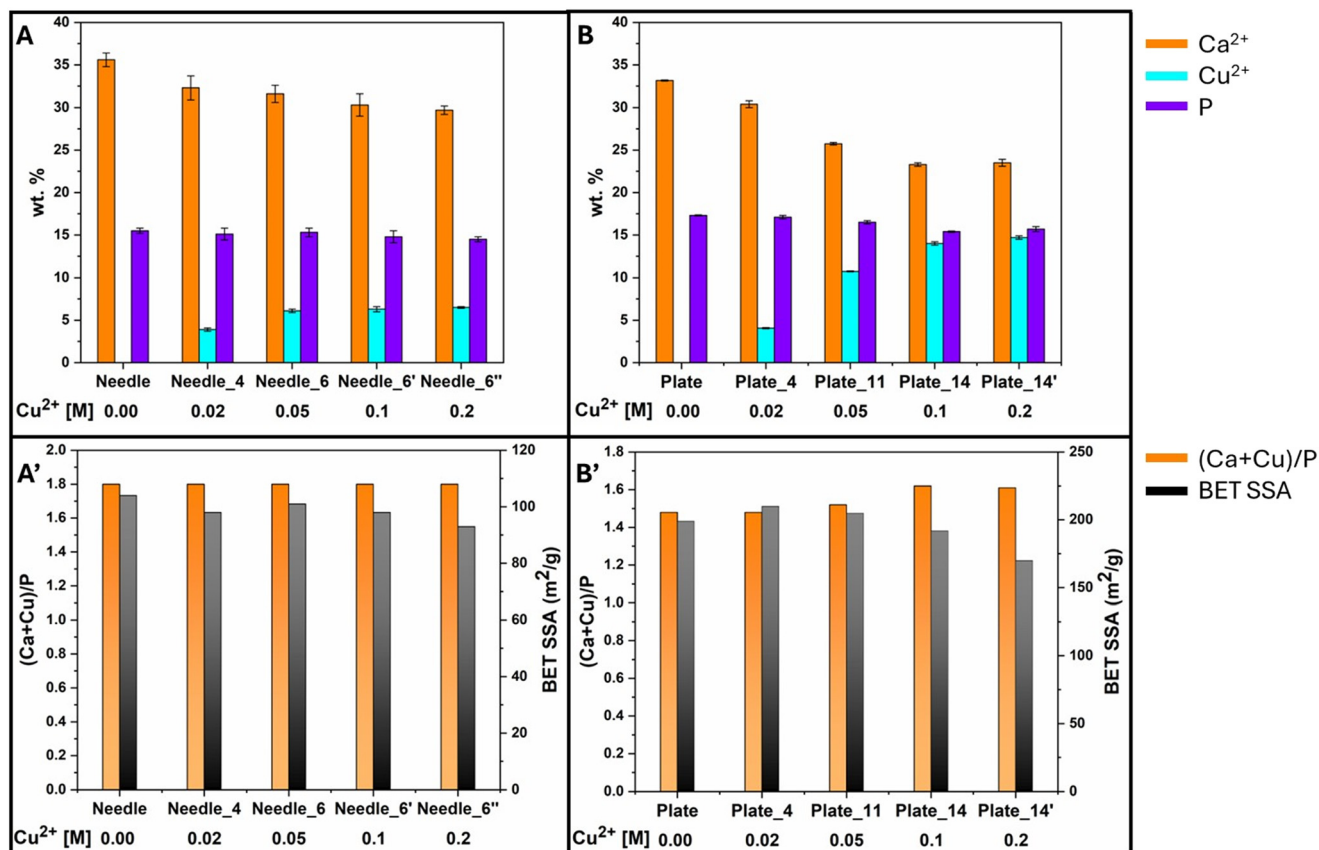 A
40
35
30
25
20
15
10
5
0
wt. %
Needle Needle_4 Needle_6 Needle_6' Needle_6''
Cu²⁺ [M] 0.00 0.02 0.05 0.1 0.2
B
40
35
30
25
20
15
10
5
0
wt. %
Plate Plate_4 Plate_11 Plate_14 Plate_14'
Cu²⁺ [M] 0.00 0.02 0.05 0.1 0.2
Ca²⁺
Cu²⁺
P
A’
2.0
1.8
1.6
1.4
1.2
1.0
0.8
0.6
0.4
0.2
0.0
(Ca+Cu)/P
120
100
80
60
40
20
0
BET SSA (m²/g)
Needle Needle_4 Needle_6 Needle_6' Needle_6''
Cu²⁺ [M] 0.00 0.02 0.05 0.1 0.2
B’
1.8
1.6
1.4
1.2
1.0
0.8
0.6
0.4
0.2
0.0
(Ca+Cu)/P
250
200
150
100
50
0
BET SSA (m²/g)
Plate Plate_4 Plate_11 Plate_14 Plate_14'
Cu²⁺ [M] 0.00 0.02 0.05 0.1 0.2
(Ca+Cu)/P
BET SSA